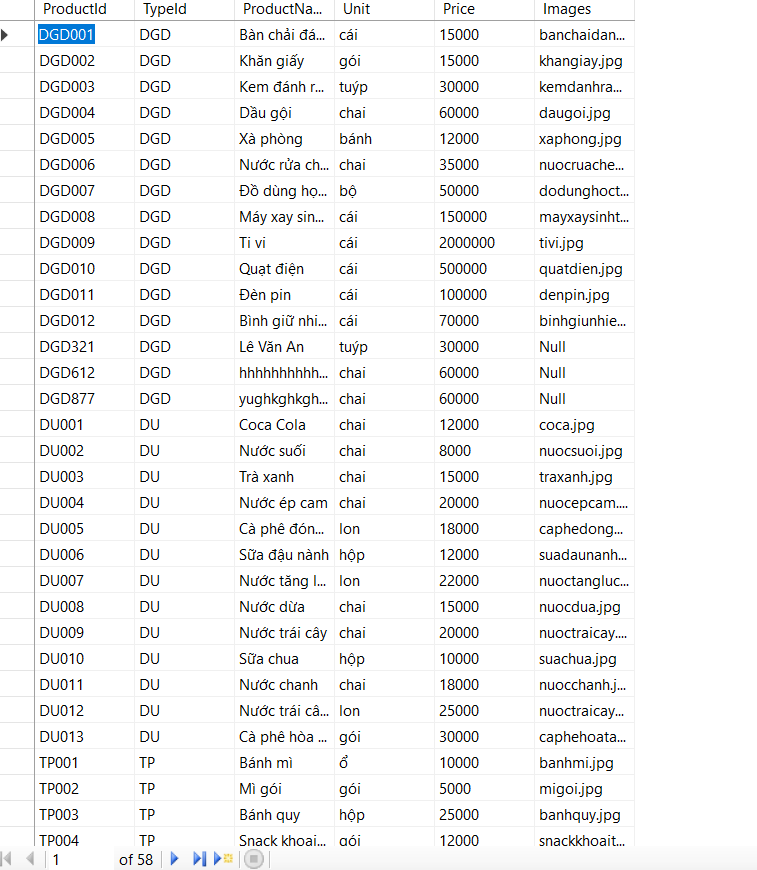 ProductId TypeId ProductNa... Unit Price Images
DGD001 DGD Bàn chải đá... cái 15000 banchaidan...
DGD002 DGD Khăn giấy gói 15000 khangiay.jpg
DGD003 DGD Kem đánh r... tuýp 30000 kemdanhra...
DGD004 DGD Dầu gội chai 60000 daugoi.jpg
DGD005 DGD Xà phòng bánh 12000 xaphong.jpg
DGD006 DGD Nước rửa ch... chai 35000 nuocruache...
DGD007 DGD Đồ dùng họ... bộ 50000 dodunghoct...
DGD008 DGD Máy xay sin... cái 150000 mayxaysinht...
DGD009 DGD Ti vi cái 2000000 tivi.jpg
DGD010 DGD Quạt điện cái 500000 quatdien.jpg
DGD011 DGD Đèn pin cái 100000 denpin.jpg
DGD012 DGD Bình giữ nhi... cái 70000 binhgiunhie...
DGD321 DGD Lê Văn An tuýp 30000 Null
DGD612 DGD hhhhhhhhhh... chai 60000 Null
DGD877 DGD yughkghkgh... chai 60000 Null
DU001 DU Coca Cola chai 12000 coca.jpg
DU002 DU Nước suối chai 8000 nuocsuoi.jpg
DU003 DU Trà xanh chai 15000 traxanh.jpg
DU004 DU Nước ép cam chai 20000 nuocepcam....
DU005 DU Cà phê đón... lon 18000 caphedong...
DU006 DU Sữa đậu nành hộp 12000 suadaunanh...
DU007 DU Nước tăng l... lon 22000 nuoctangluc...
DU008 DU Nước dừa chai 15000 nuocdua.jpg
DU009 DU Nước trái cây chai 20000 nuoctraicay....
DU010 DU Sữa chua hộp 10000 suachua.jpg
DU011 DU Nước chanh chai 18000 nuocchanh.j...
DU012 DU Nước trái câ... lon 25000 nuoctraicay...
DU013 DU Cà phê hòa ... gói 30000 caphehoata...
TP001 TP Bánh mì ổ 10000 banhmi.jpg
TP002 TP Mì gói gói 5000 migoi.jpg
TP003 TP Bánh quy hộp 25000 banhquy.jpg
TP004 TP Snack khoai... gói 12000 snackkhoait...
1 of 58